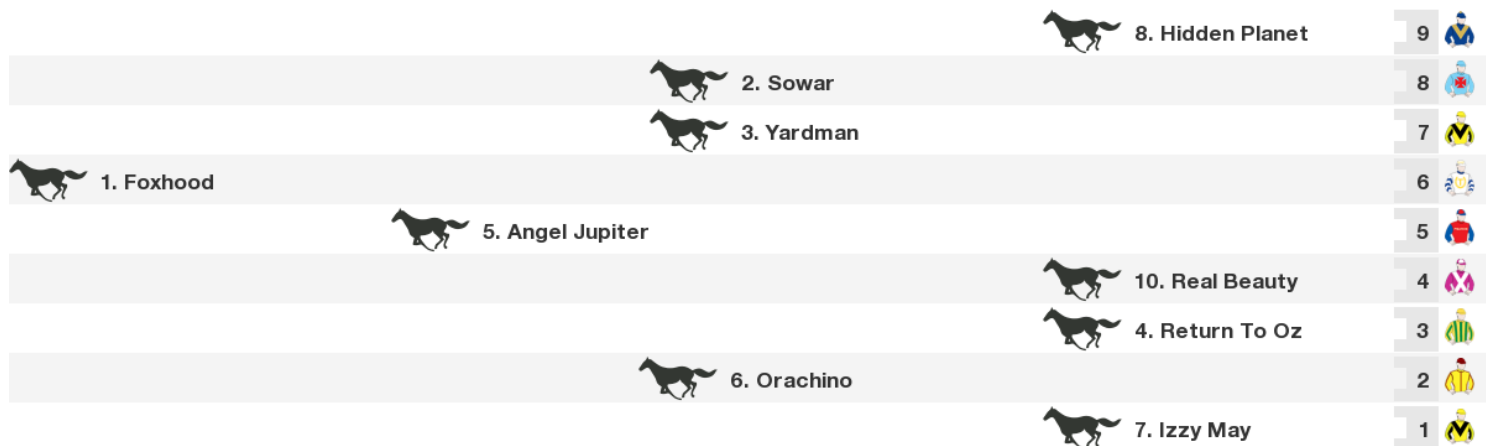 8. Hidden Planet 9
2. Sowar 8
3. Yardman 7
1. Foxhood 6
5. Angel Jupiter 5
10. Real Beauty 4
4. Return To Oz 3
6. Orachino 2
7. Izzy May 1